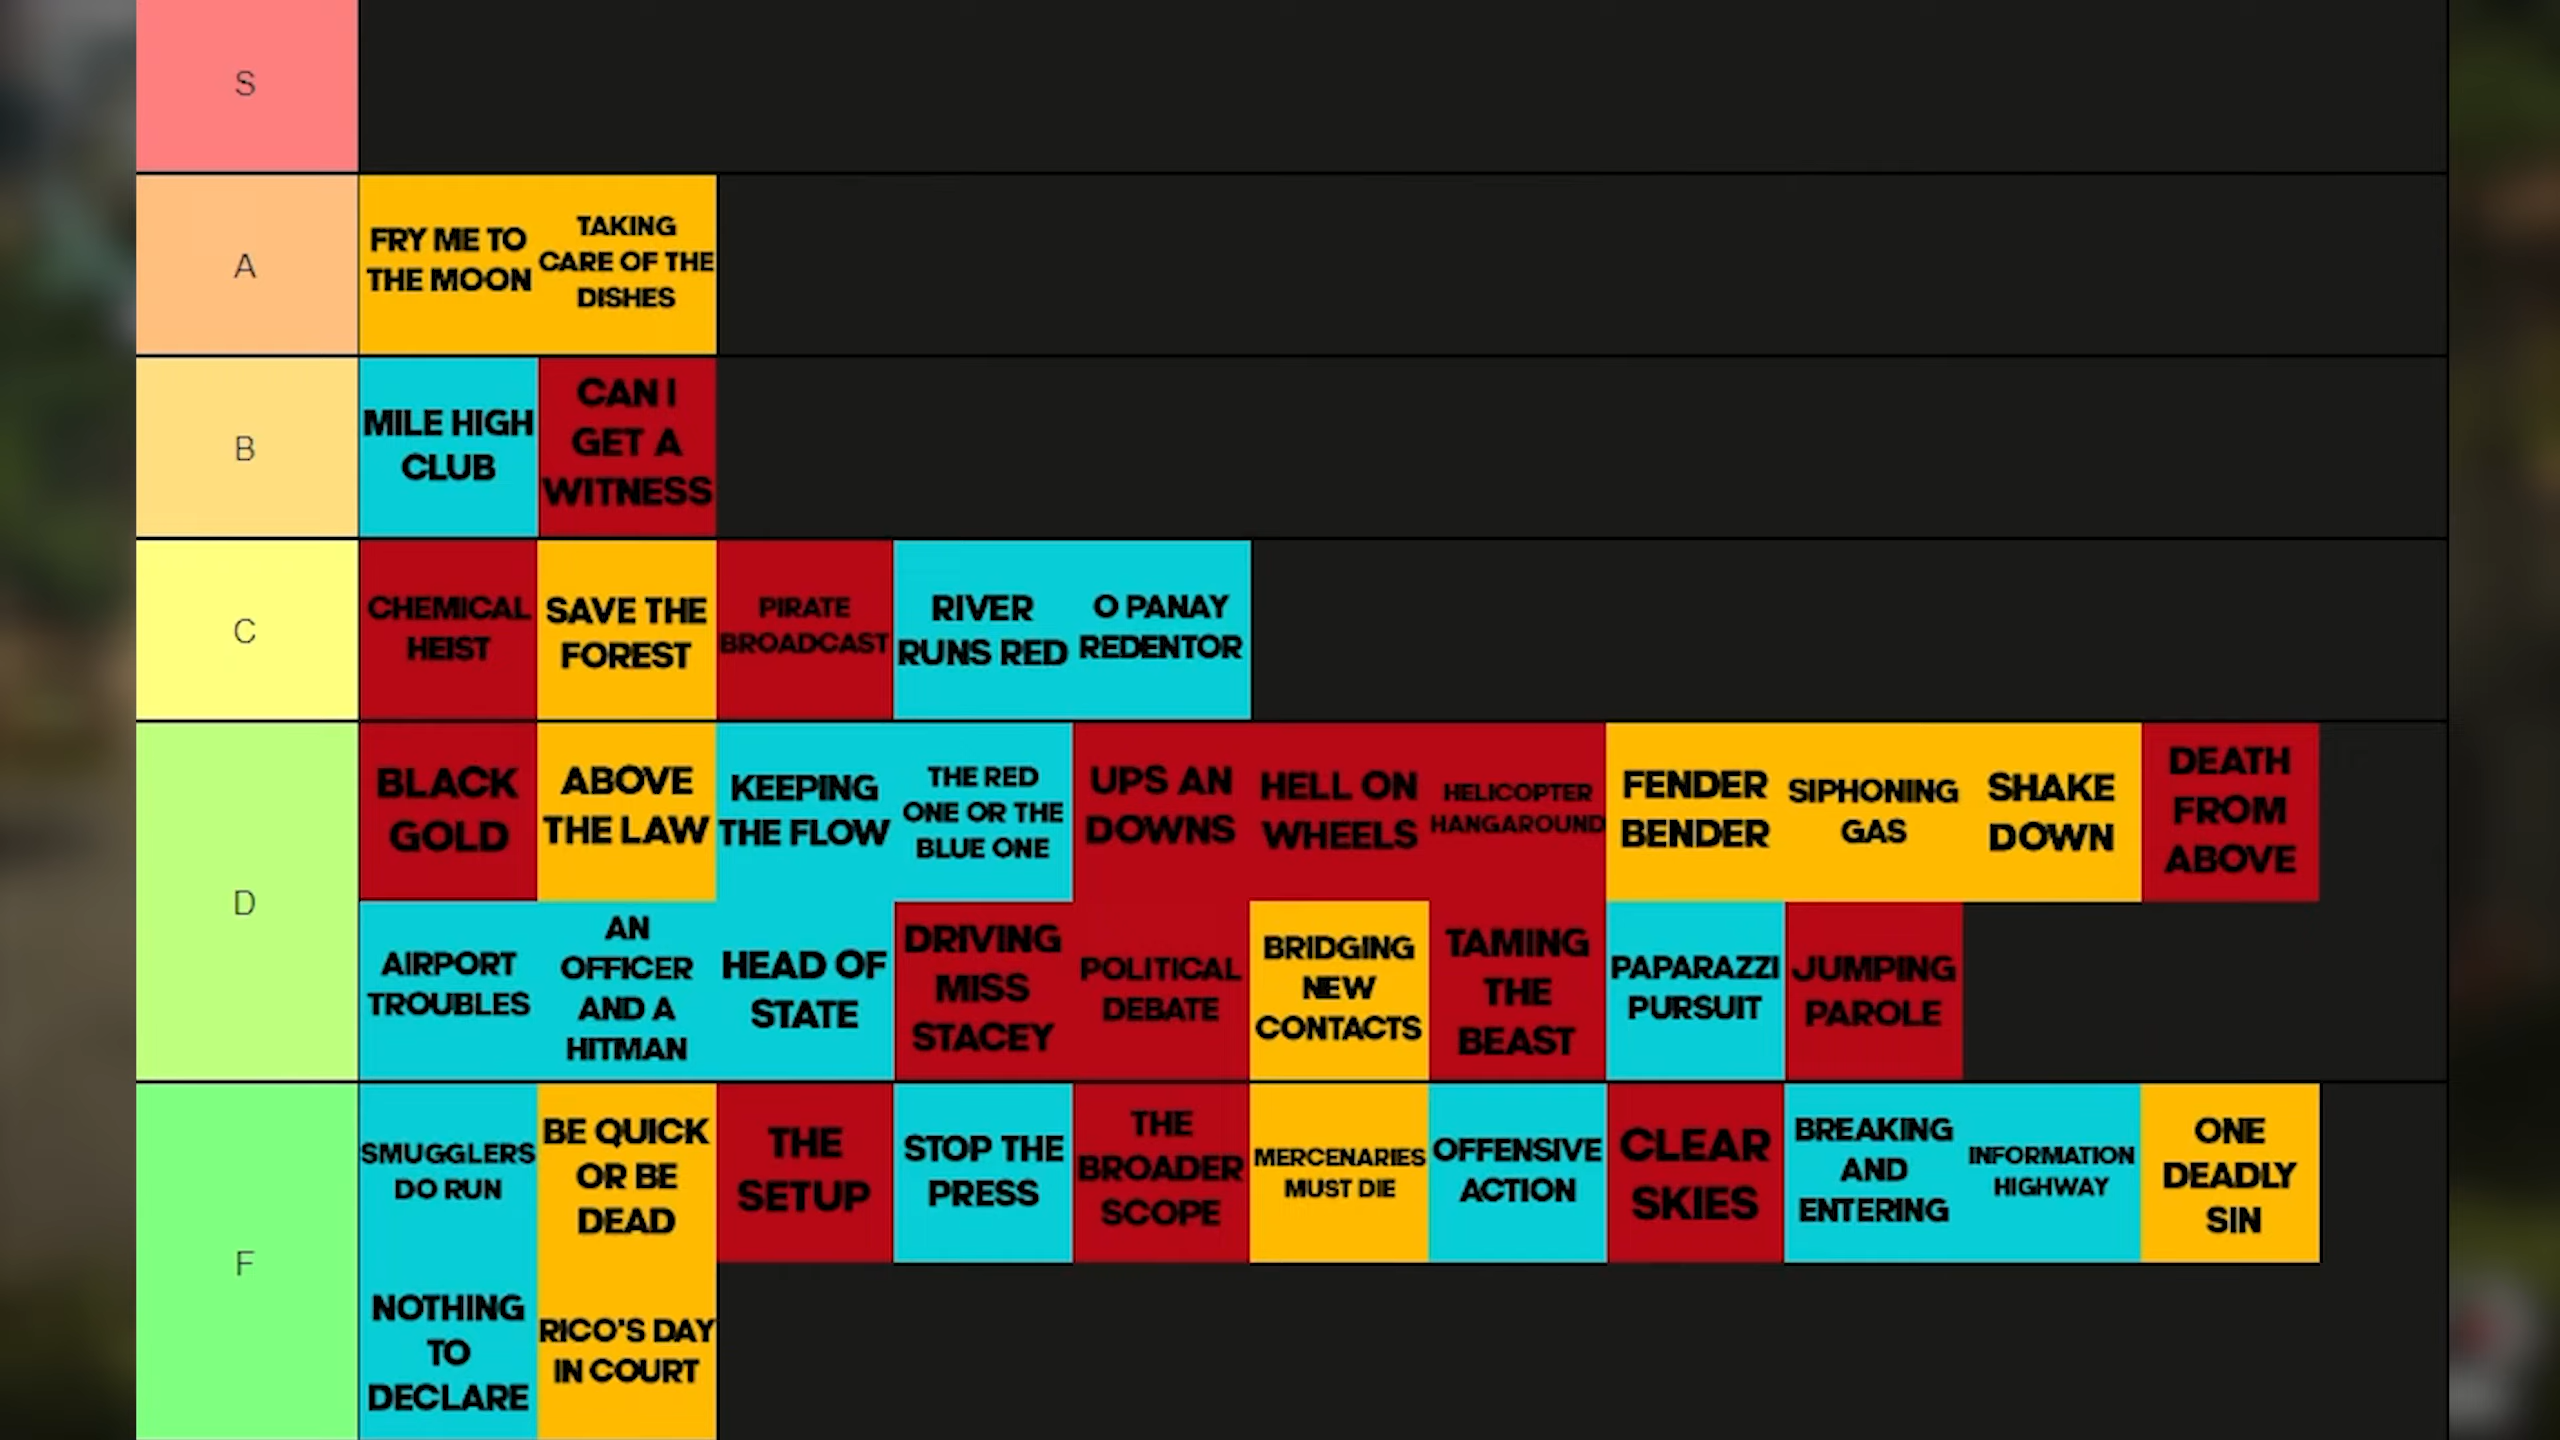 S
A
FRY ME TO
THE MOON
TAKING
CARE OF THE
DISHES
B
MILE HIGH
CLUB
CAN I
GET A
WITNESS
C
CHEMICAL
HEIST
SAVE THE
FOREST
PIRATE
BROADCAST
RIVER
RUNS RED
O PANAY
REDENTOR
D
BLACK
GOLD
ABOVE
THE LAW
KEEPING
THE FLOW
THE RED
ONE OR THE
BLUE ONE
UPS AN
DOWNS
HELL ON
WHEELS
HELICOPTER
HANGAROUND
FENDER
BENDER
SIPHONING
GAS
SHAKE
DOWN
DEATH
FROM
ABOVE
AIRPORT
TROUBLES
AN
OFFICER
AND A
HITMAN
HEAD OF
STATE
DRIVING
MISS
STACEY
POLITICAL
DEBATE
BRIDGING
NEW
CONTACTS
TAMING
THE
BEAST
PAPARAZZI
PURSUIT
JUMPING
PAROLE
F
SMUGGLERS
DO RUN
BE QUICK
OR BE
DEAD
THE
SETUP
STOP THE
PRESS
THE
BROADER
SCOPE
MERCENARIES
MUST DIE
OFFENSIVE
ACTION
CLEAR
SKIES
BREAKING
AND
ENTERING
INFORMATION
HIGHWAY
ONE
DEADLY
SIN
NOTHING
TO
DECLARE
RICO'S DAY
IN COURT